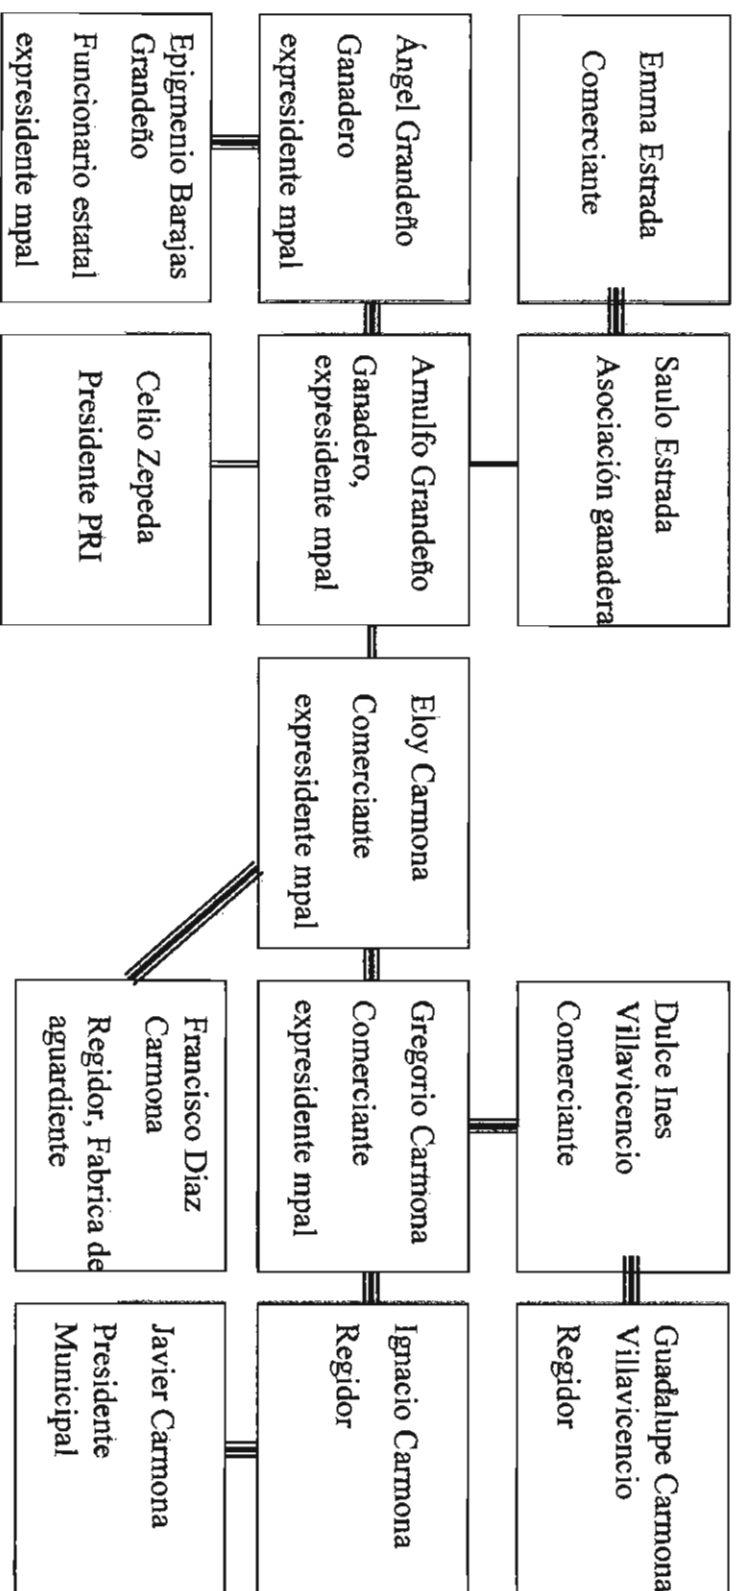 Emma Estrada
Comerciante
Saulo Estrada
Asociación ganadera
Dulce Ines
Villavicencio
Comerciante
Guadalupe Carmona
Villavicencio
Regidor
Ángel Grandeño
Ganadero
expresidente mpal
Arnulfo Grandeño
Ganadero,
expresidente mpal
Eloy Carmona
Comerciante
expresidente mpal
Gregorio Carmona
Comerciante
expresidente mpal
Ignacio Carmona
Regidor
Epigmenio Barajas
Grandeño
Funcionario estatal
expresidente mpal
Celio Zepeda
Presidente PRI
Francisco Diaz
Carmona
Regidor, Fabrica de
aguardiente
Javier Carmona
Presidente
Municipal